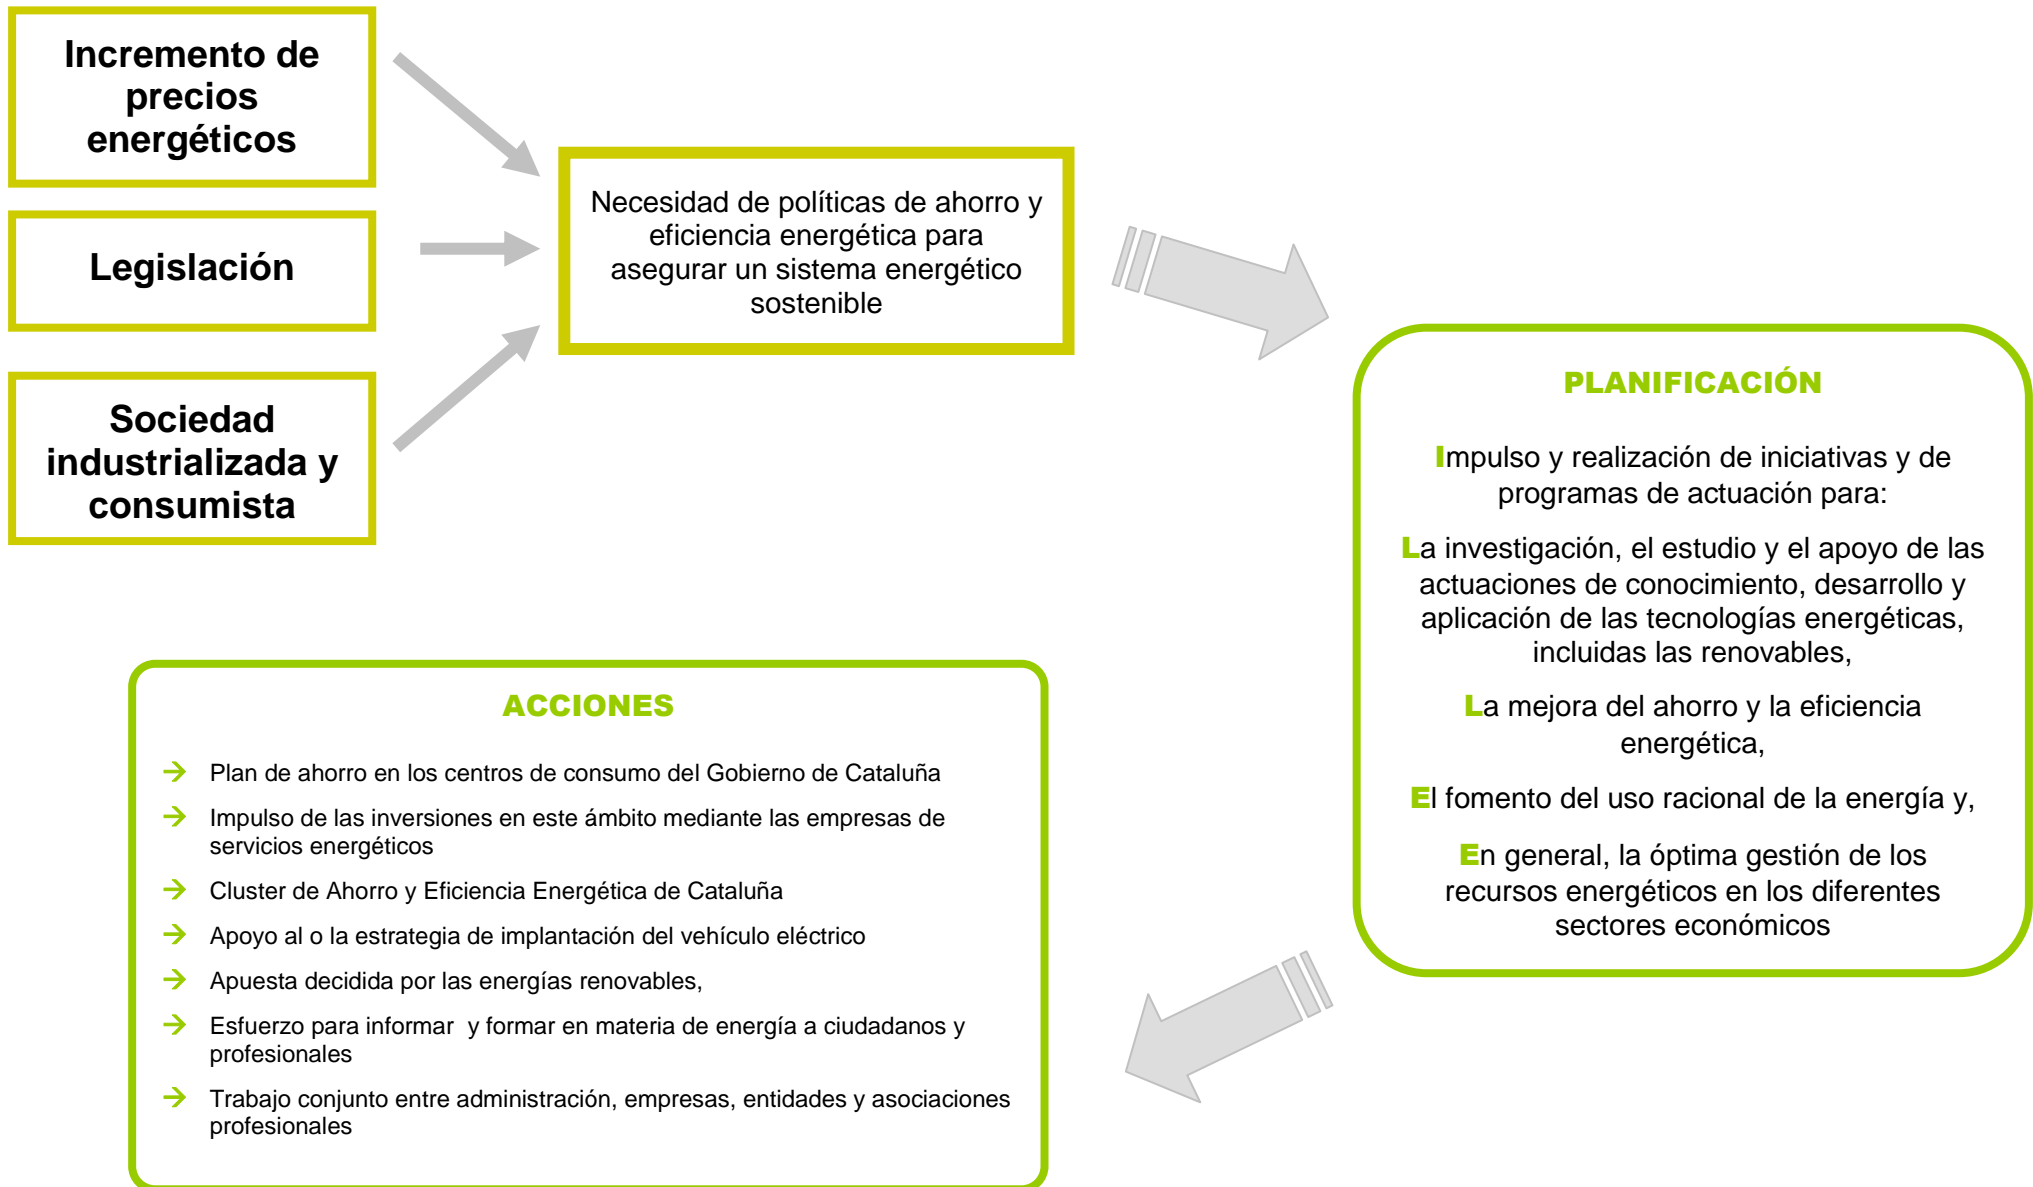 Incremento de
precios
energéticos
Legislación
Sociedad
industrializada y
consumista
Necesidad de políticas de ahorro y
eficiencia energética para
asegurar un sistema energético
sostenible
PLANIFICACIÓN
Impulso y realización de iniciativas y de
programas de actuación para:
La investigación, el estudio y el apoyo de las
actuaciones de conocimiento, desarrollo y
aplicación de las tecnologías energéticas,
incluidas las renovables,
La mejora del ahorro y la eficiencia
energética,
El fomento del uso racional de la energía y,
En general, la óptima gestión de los
recursos energéticos en los diferentes
sectores económicos
ACCIONES
→ Plan de ahorro en los centros de consumo del Gobierno de Cataluña
→ Impulso de las inversiones en este ámbito mediante las empresas de
servicios energéticos
→ Cluster de Ahorro y Eficiencia Energética de Cataluña
→ Apoyo al o la estrategia de implantación del vehículo eléctrico
→ Apuesta decidida por las energías renovables,
→ Esfuerzo para informar  y formar en materia de energía a ciudadanos y
profesionales
→ Trabajo conjunto entre administración, empresas, entidades y asociaciones
profesionales